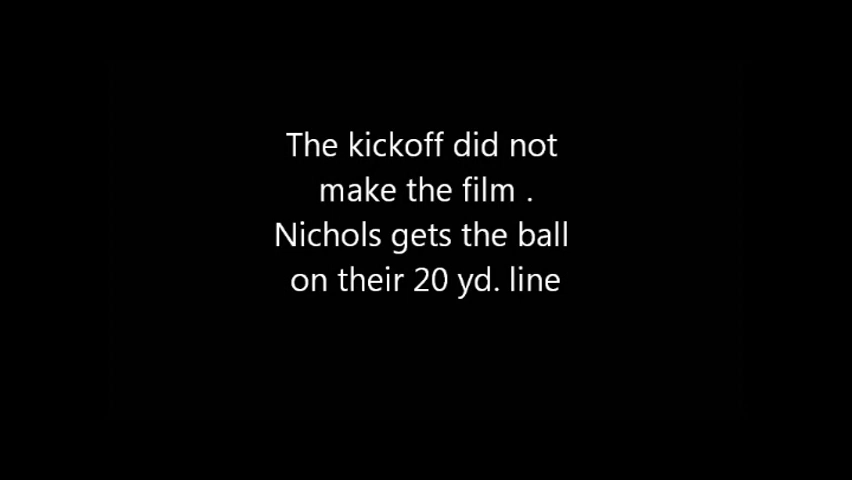 The kickoff did not
make the film .
Nichols gets the ball
on their 20 yd. line